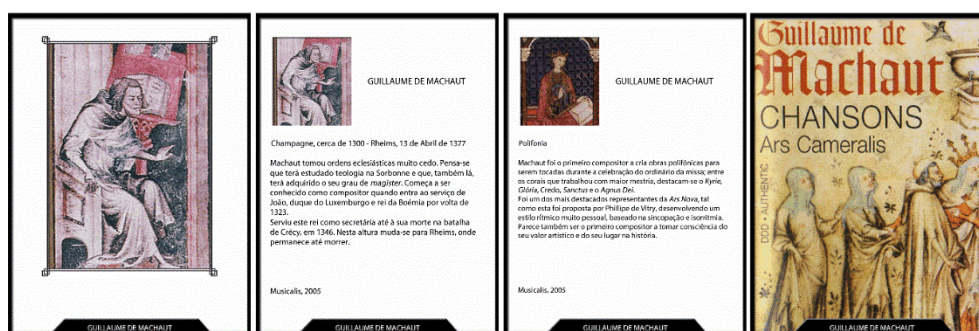 GUILLAUME DE MACHAUT
GUILLAUME DE MACHAUT
Champagne, cerca de 1300 - Rheims, 13 de Abril de 1377
Machaut tomou ordens eclesiásticas muito cedo. Pensa-se
que terá estudado teologia na Sorbonne e que, também lá,
terá adquirido o seu grau de magister. Começa a ser
conhecido como compositor quando entra ao serviço de
João, duque do Luxemburgo e rei da Boémia por volta de
1323.
Serviu este rei como secretária até à sua morte na batalha
de Crécy, em 1346. Nesta altura muda-se para Rheims, onde
permanece até morrer.
Musicalis, 2005
GUILLAUME DE MACHAUT
GUILLAUME DE MACHAUT
Polifonia
Machaut foi o primeiro compositor a cria obras polifónicas para
serem tocadas durante a celebração do ordinário da missa; entre
os corais que trabalhou com maior mestria, destacam-se o Kyrie,
Glória, Credo, Sanctus e o Agnus Dei.
Foi um dos mais destacados representantes da Ars Nova, tal
como esta foi proposta por Phillipe de Vitry, desenvolvendo um
estilo rítmico muito pessoal, baseado na sincopação e isorritmia.
Parece também ser o primeiro compositor a tomar consciência do
seu valor artístico e do seu lugar na história.
Musicalis, 2005
GUILLAUME DE MACHAUT
Guillaume de
Machaut
CHANSONS
Ars Cameralis
DDD • AUTHENTIC
GUILLAUME DE MACHAUT